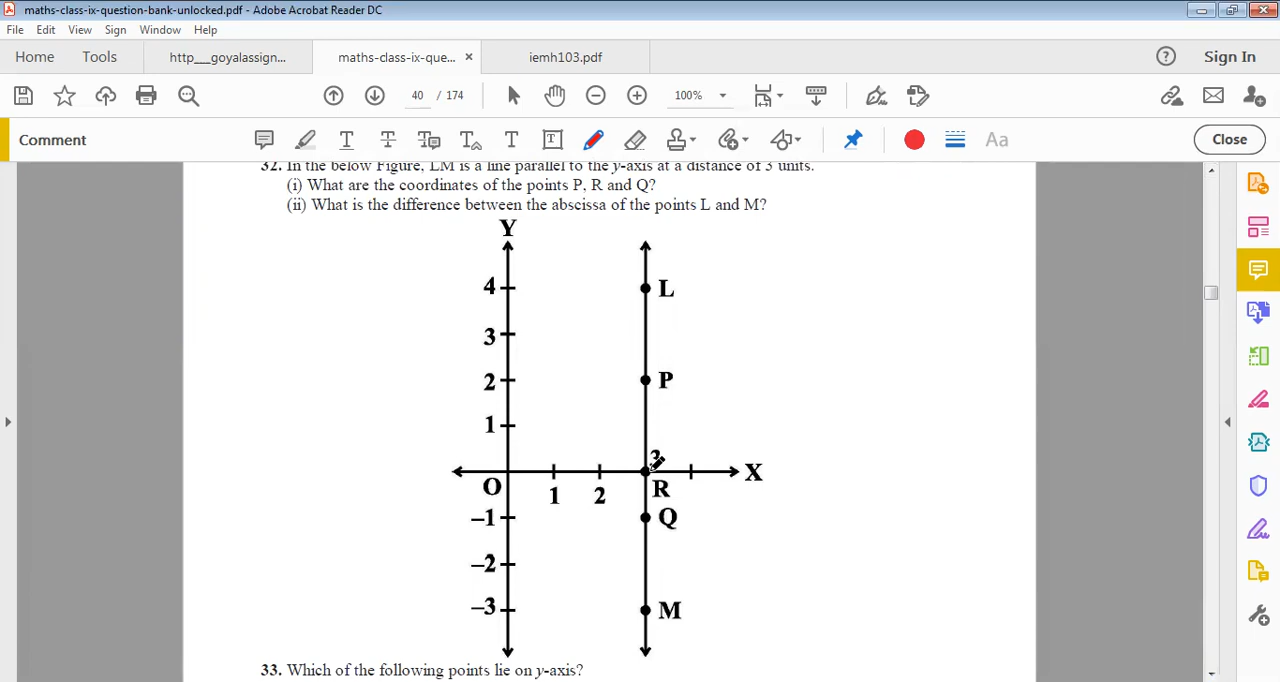 maths-class-ix-question-bank-unlocked.pdf - Adobe Acrobat Reader DC
File Edit View Sign Window Help
Home Tools http___goyalassign... maths-class-ix-que... × iemh103.pdf ? Sign In
40 / 174 100%
Comment T T T T Aa Close
32. In the below Figure, LM is a line parallel to the y-axis at a distance of 3 units.
(i) What are the coordinates of the points P, R and Q?
(ii) What is the difference between the abscissa of the points L and M?
Y
4 L
3
2 P
1
3
X
O 1 2 R
–1 Q
–2
–3 M
33. Which of the following points lie on y-axis?